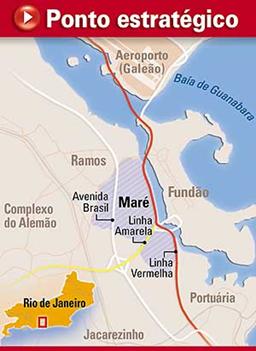 Ponto estratégico
Aeroporto
(Galeão)
Baía de Guanabara
Ramos
Fundão
Avenida
Brasil
Maré
Complexo
do Alemão
Linha
Amarela
Linha
Vermelha
Rio de Janeiro
Portuária
Jacarezinho